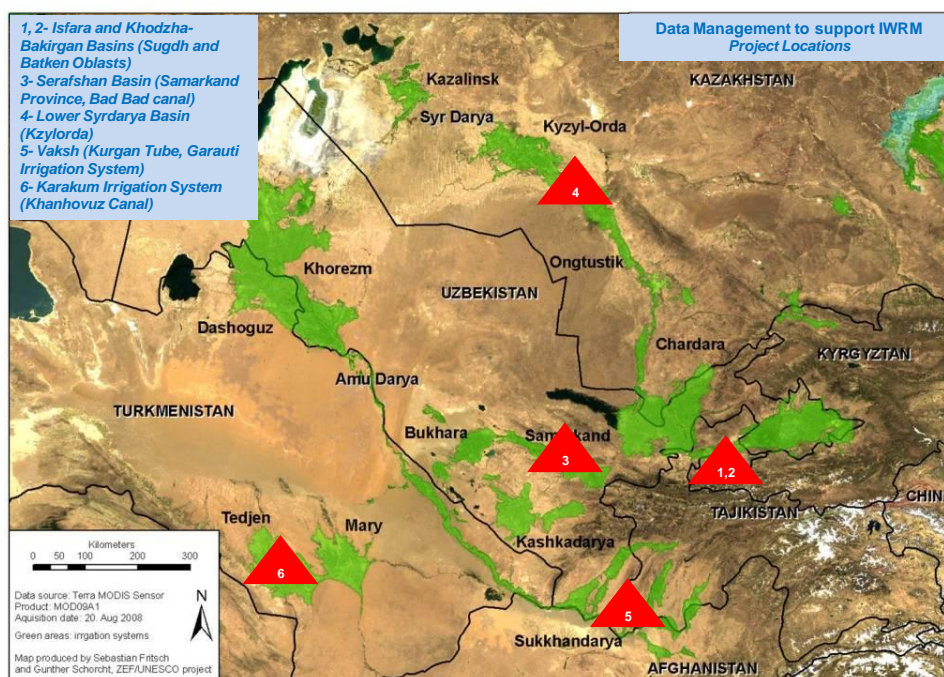 1, 2- Isfara and Khodzha-
Bakirgan Basins (Sugdh and
Batken Oblasts)
3- Serafshan Basin (Samarkand
Province, Bad Bad canal)
4- Lower Syrdarya Basin
(Kzylorda)
5- Vaksh (Kurgan Tube, Garauti
Irrigation System)
6- Karakum Irrigation System
(Khanhovuz Canal)
Data Management to support IWRM
Project Locations
Kazalinsk
KAZAKHSTAN
Syr Darya
Kyzyl-Orda
4
Ongtustik
Khorezm
UZBEKISTAN
Dashoguz
Chardara
KYRGYZTAN
Amu Darya
TURKMENISTAN
Bukhara
Samarkand
3
1,2
CHIN
TAJIKISTAN
Tedjen
Mary
Kashkadarya
6
5
Sukkhandarya
AFGHANISTAN
Kilometers
0 50 100 200 300
Data source: Terra MODIS Sensor
Product: MOD09A1
Aquisition date: 20. Aug 2008
N
Green areas: irrgation systems
Map produced by Sebastian Fritsch
and Gunther Schorcht, ZEF/UNESCO project